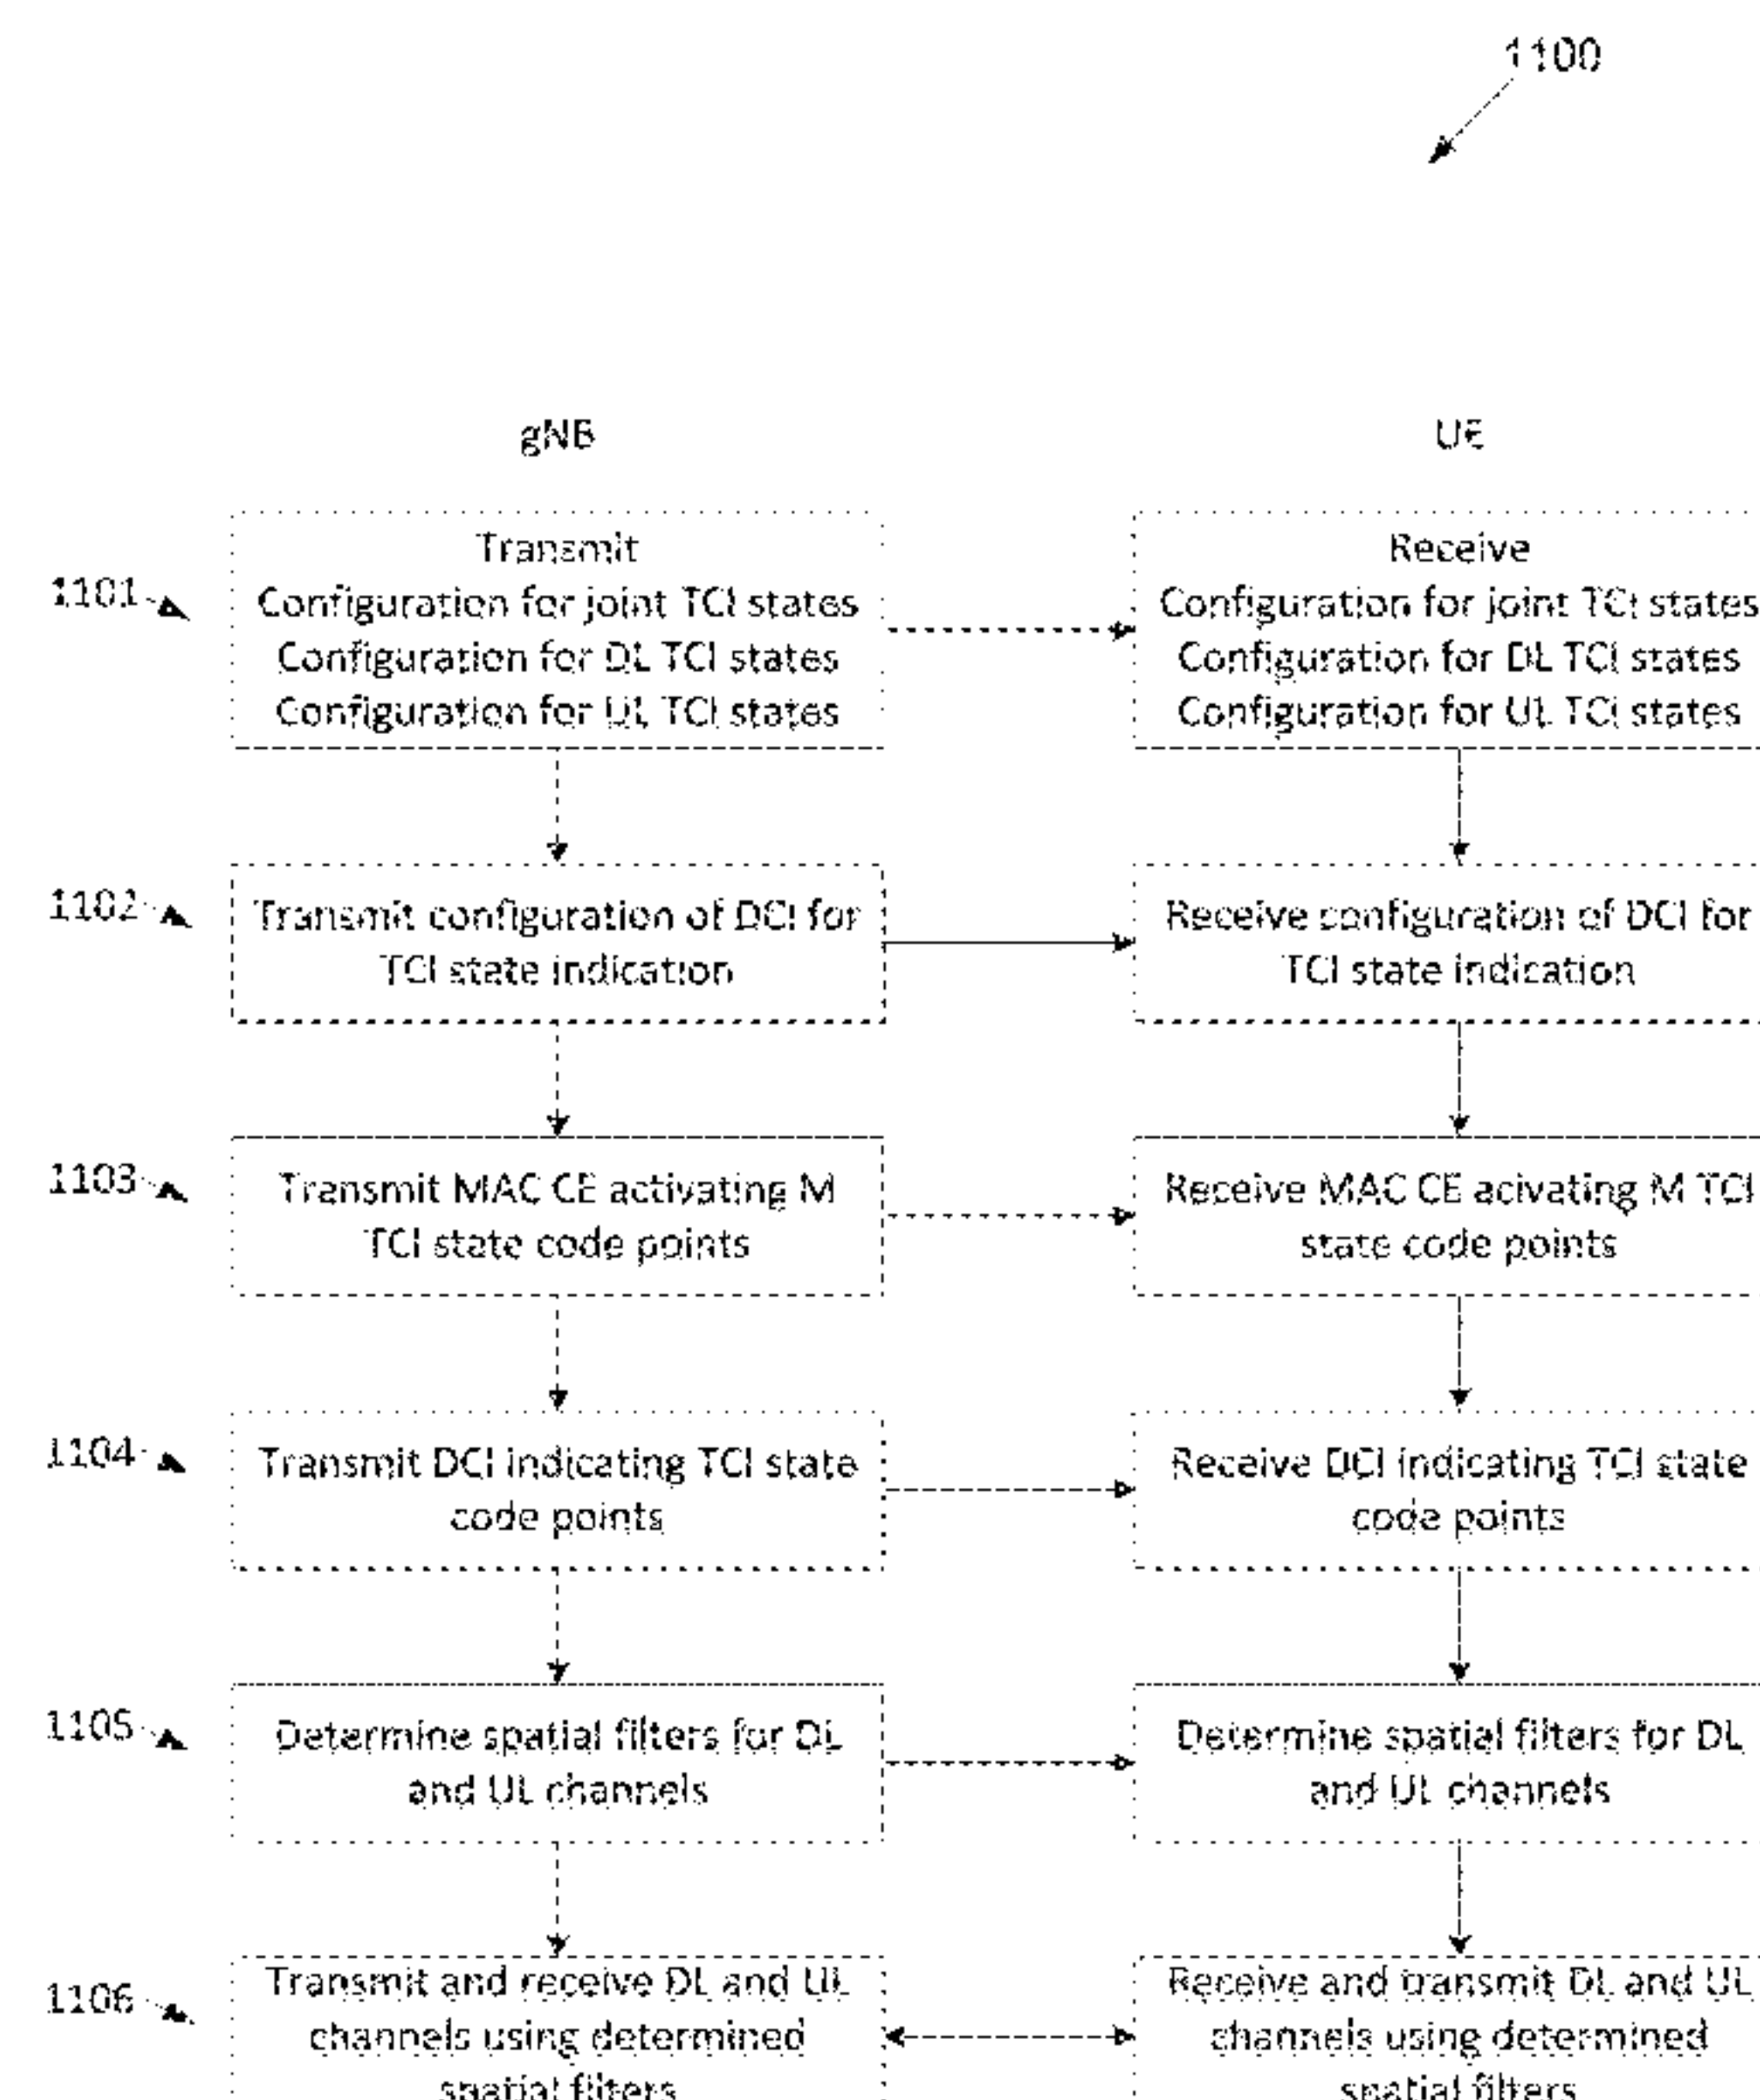 1100
gNB
UE
1101
Transmit
Configuration for joint TCI states
Configuration for DL TCI states
Configuration for UL TCI states
Receive
Configuration for joint TCI states
Configuration for DL TCI states
Configuration for UL TCI states
1102
Transmit configuration of DCI for
TCI state indication
Receive configuration of DCI for
TCI state indication
1103
Transmit MAC CE activating M
TCI state code points
Receive MAC CE acivating M TCI
state code points
1104
Transmit DCI indicating TCI state
code points
Receive DCI indicating TCI state
code points
1105
Determine spatial filters for DL
and UL channels
Determine spatial filters for DL
and UL channels
1106
Transmit and receive DL and UL
channels using determined
spatial filters
Receive and transmit DL and UL
channels using determined
spatial filters